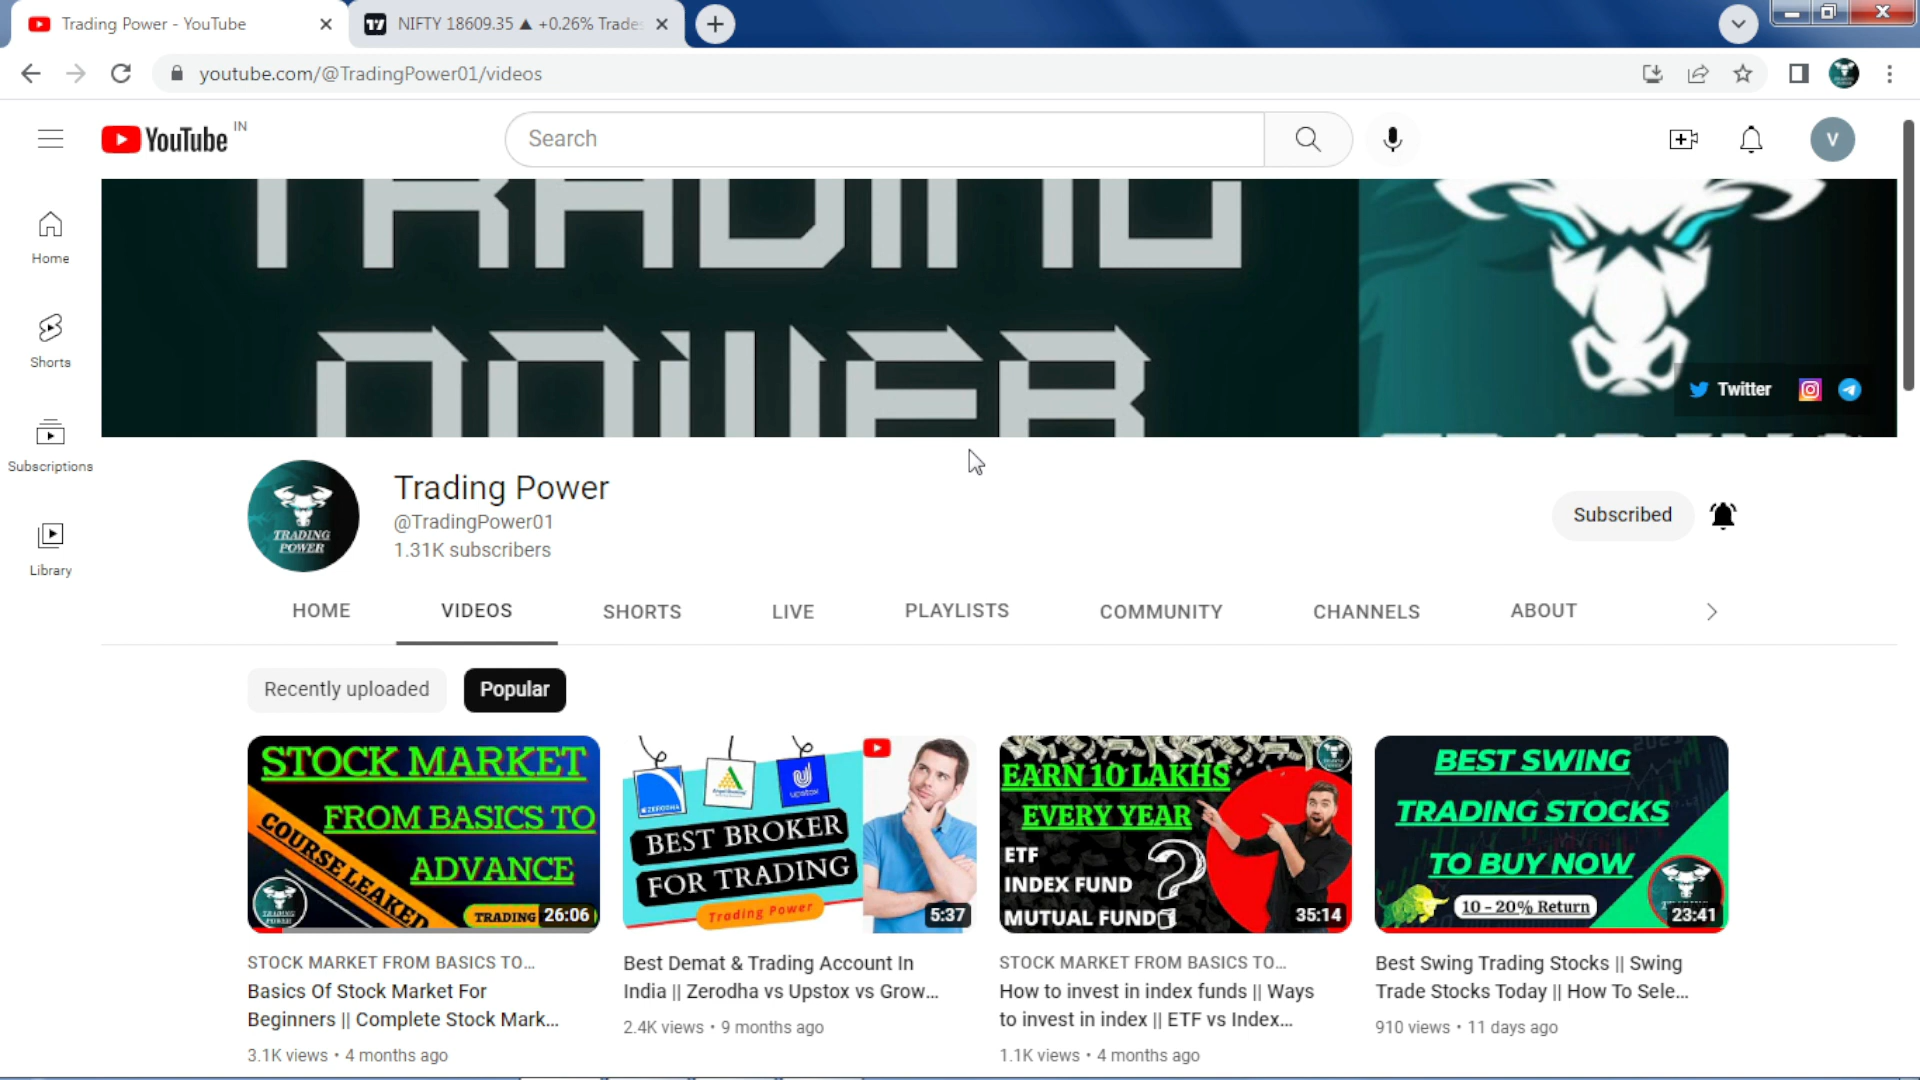 Trading Power - YouTube
NIFTY 18609.35 ▲ +0.26% Trade
youtube.com/@TradingPower01/videos
YouTube IN
Search
V
TRADING
POWER
Twitter
Home
Shorts
Subscriptions
Library
TRADING
POWER
Trading Power
@TradingPower01
1.31K subscribers
Subscribed
HOME
VIDEOS
SHORTS
LIVE
PLAYLISTS
COMMUNITY
CHANNELS
ABOUT
Recently uploaded
Popular
STOCK MARKET
FROM BASICS TO
ADVANCE
COURSE LEAKED
TRADING
26:06
ZERODHA
upstox
BEST BROKER
FOR TRADING
Trading Power
5:37
EARN 10 LAKHS
EVERY YEAR
ETF
INDEX FUND
MUTUAL FUND
?
35:14
BEST SWING
TRADING STOCKS
TO BUY NOW
10 - 20% Return
23:41
STOCK MARKET FROM BASICS TO...
Basics Of Stock Market For
Beginners || Complete Stock Mark...
3.1K views • 4 months ago
Best Demat & Trading Account In
India || Zerodha vs Upstox vs Grow...
2.4K views • 9 months ago
STOCK MARKET FROM BASICS TO...
How to invest in index funds || Ways
to invest in index || ETF vs Index...
1.1K views • 4 months ago
Best Swing Trading Stocks || Swing
Trade Stocks Today || How To Sele...
910 views • 11 days ago